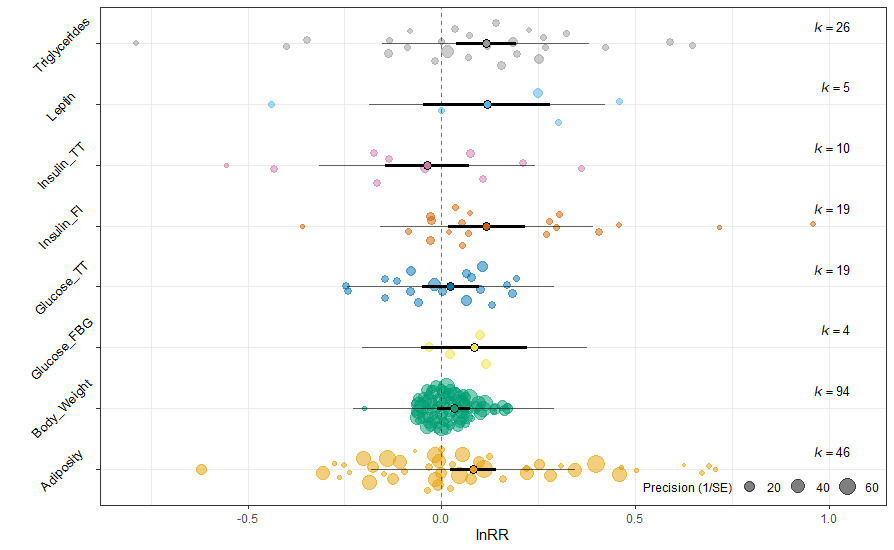 Triglycerides
k = 26
Leptin
k = 5
Insulin_TT
k = 10
Insulin_FI
k = 19
Glucose_TT
k = 19
Glucose_FBG
k = 4
Body_Weight
k = 94
Adiposity
k = 46
Precision (1/SE) 20 40 60
-0.5 0.0 0.5 1.0
lnRR